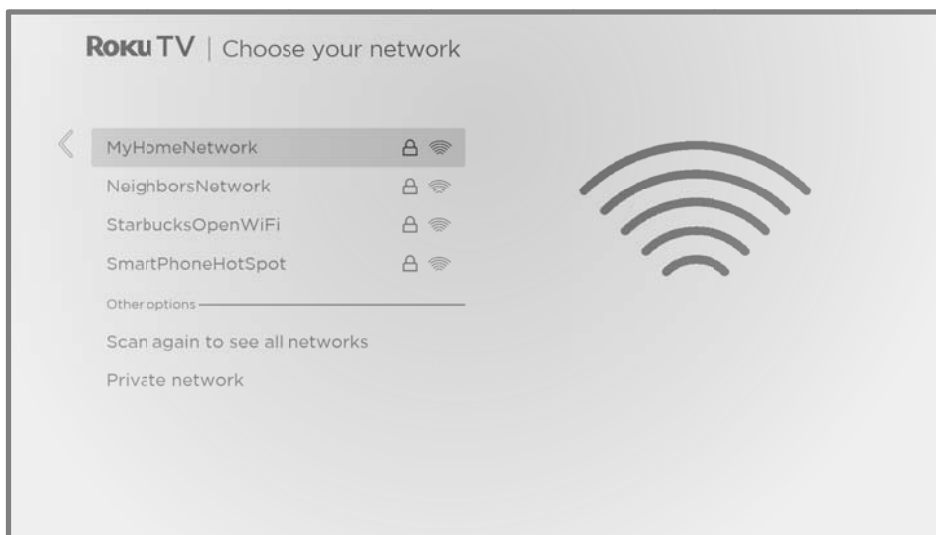 Roku TV | Choose your network
MyHomeNetwork
NeighborsNetwork
StarbucksOpenWiFi
SmartPhoneHotSpot
Other options
Scan again to see all networks
Private network